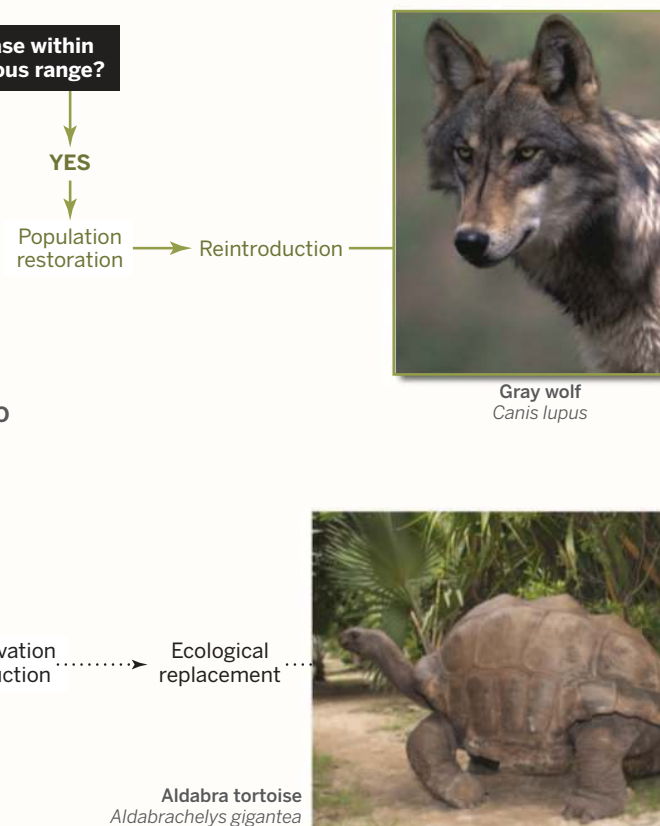 ase within
ous range?
YES
Population
restoration
Reintroduction
Gray wolf
Canis lupus
O
vation
uction
Ecological
replacement
Aldabra tortoise
Aldabrachelys gigantea